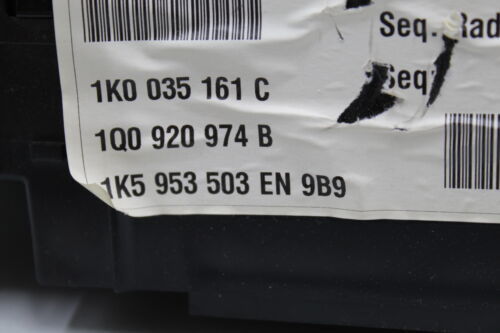 Seq. Rad
Seq.
1K0 035 161 C
1Q0 920 974 B
1K5 953 503 EN 9B9